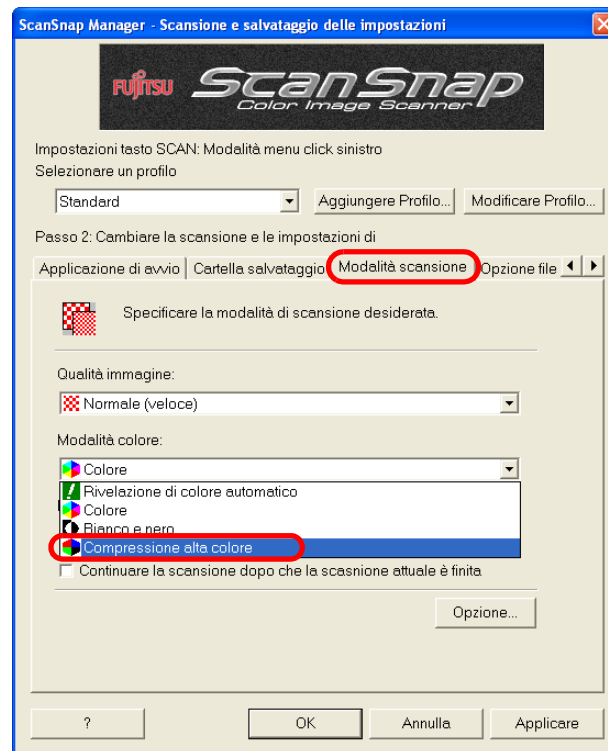 ScanSnap Manager - Scansione e salvataggio delle impostazioni
FUJITSU ScanSnap
Color Image Scanner
Impostazioni tasto SCAN: Modalità menu click sinistro
Selezionare un profilo
Standard Aggiungere Profilo... Modificare Profilo...
Passo 2: Cambiare la scansione e le impostazioni di
Applicazione di avvio Cartella salvataggio Modalità scansione Opzione file
Specificare la modalità di scansione desiderata.
Qualità immagine:
Normale (veloce)
Modalità colore:
Colore
Rivelazione di colore automatico
Colore
Bianco e nero
Compressione alta colore
Continuare la scansione dopo che la scasnione attuale è finita
Opzione...
? OK Annulla Applicare